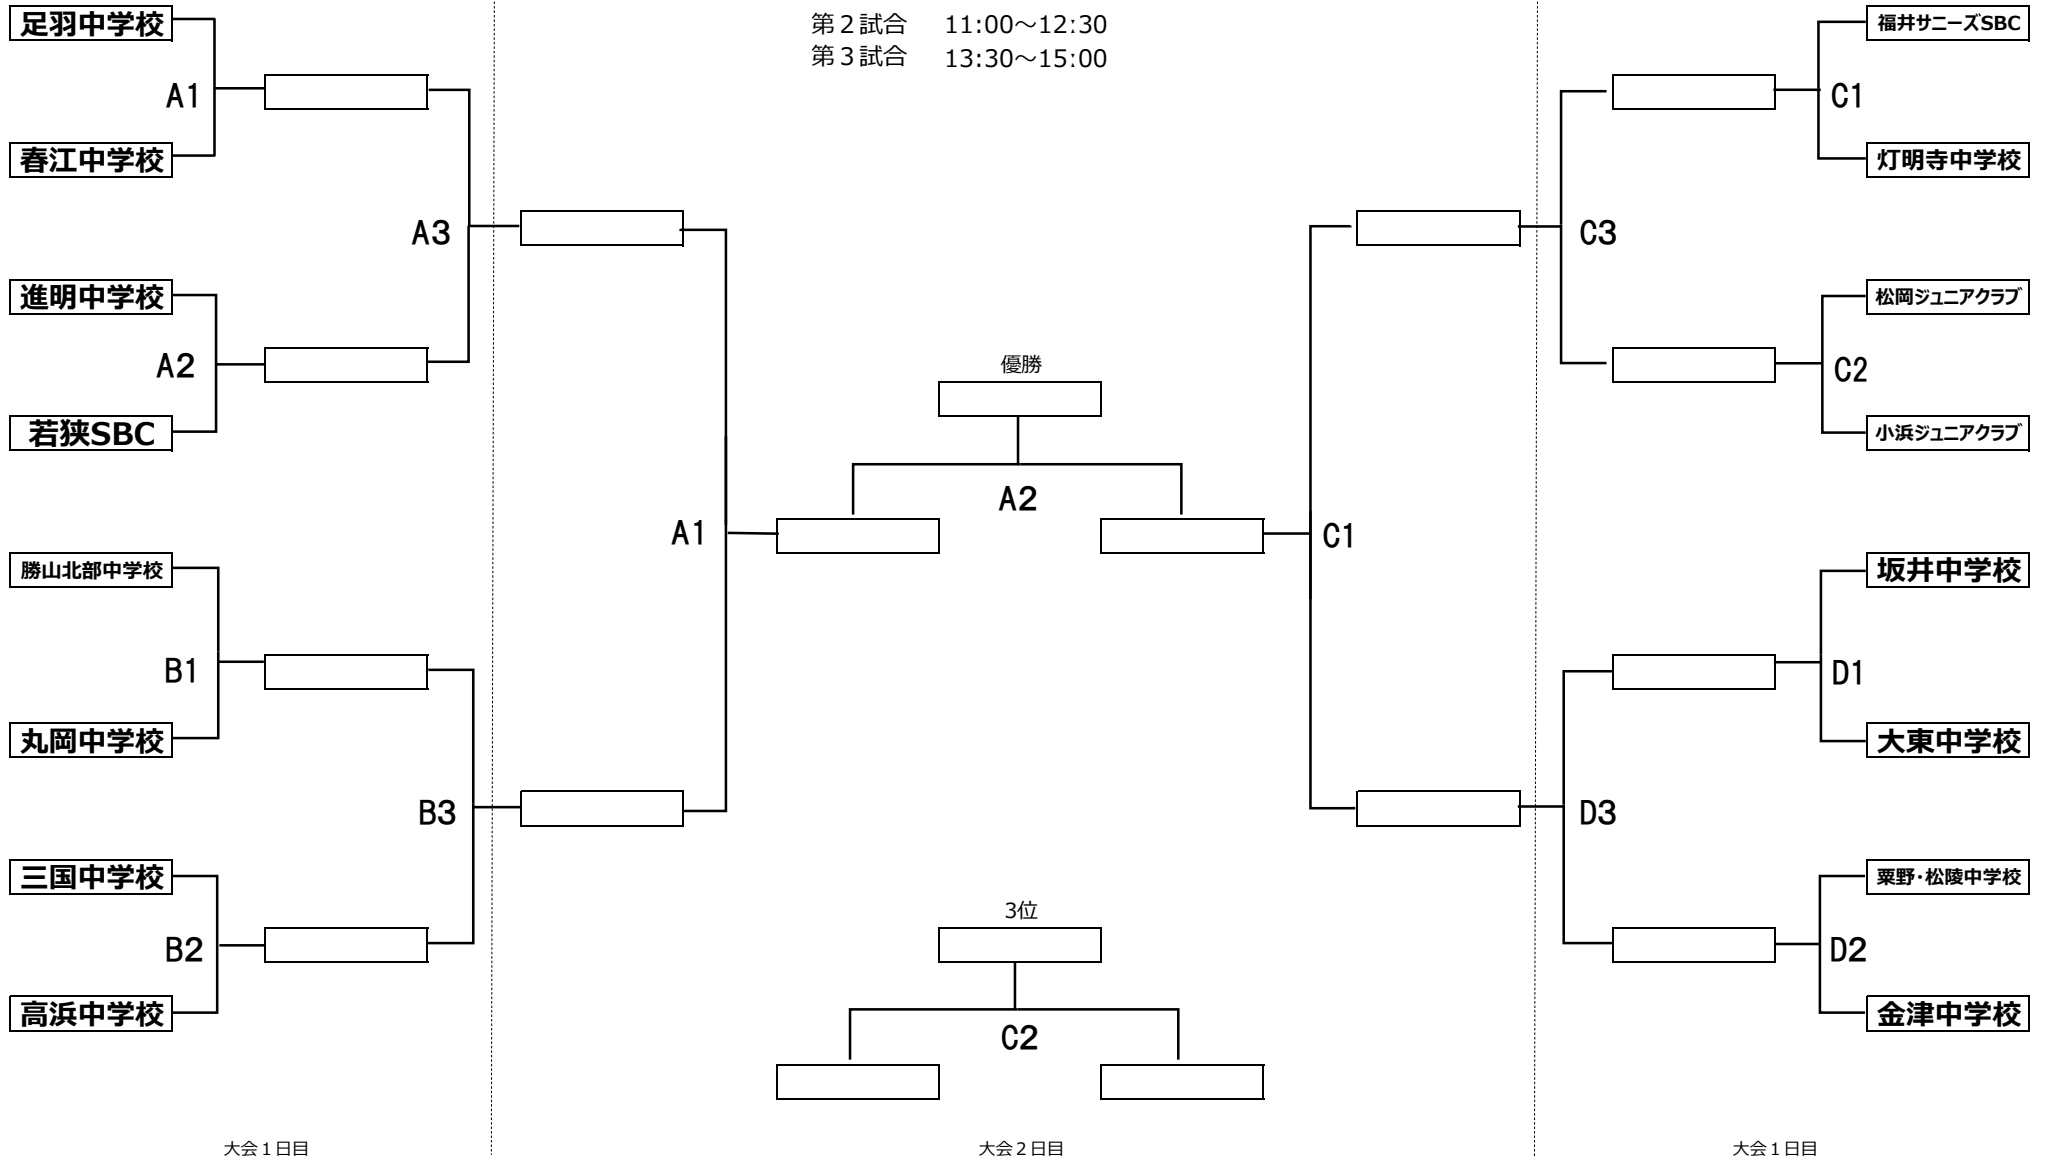 第２試合 11:00～12:30
第３試合 13:30～15:00
足羽中学校
A1
春江中学校
A3
進明中学校
A2
若狭SBC
勝山北部中学校
B1
丸岡中学校
B3
三国中学校
B2
高浜中学校
A1
優勝
A2
C1
3位
C2
福井サニーズSBC
C1
灯明寺中学校
C3
松岡ジュニアクラブ
C2
小浜ジュニアクラブ
坂井中学校
D1
大東中学校
D3
粟野・松陵中学校
D2
金津中学校
大会１日目
大会２日目
大会１日目